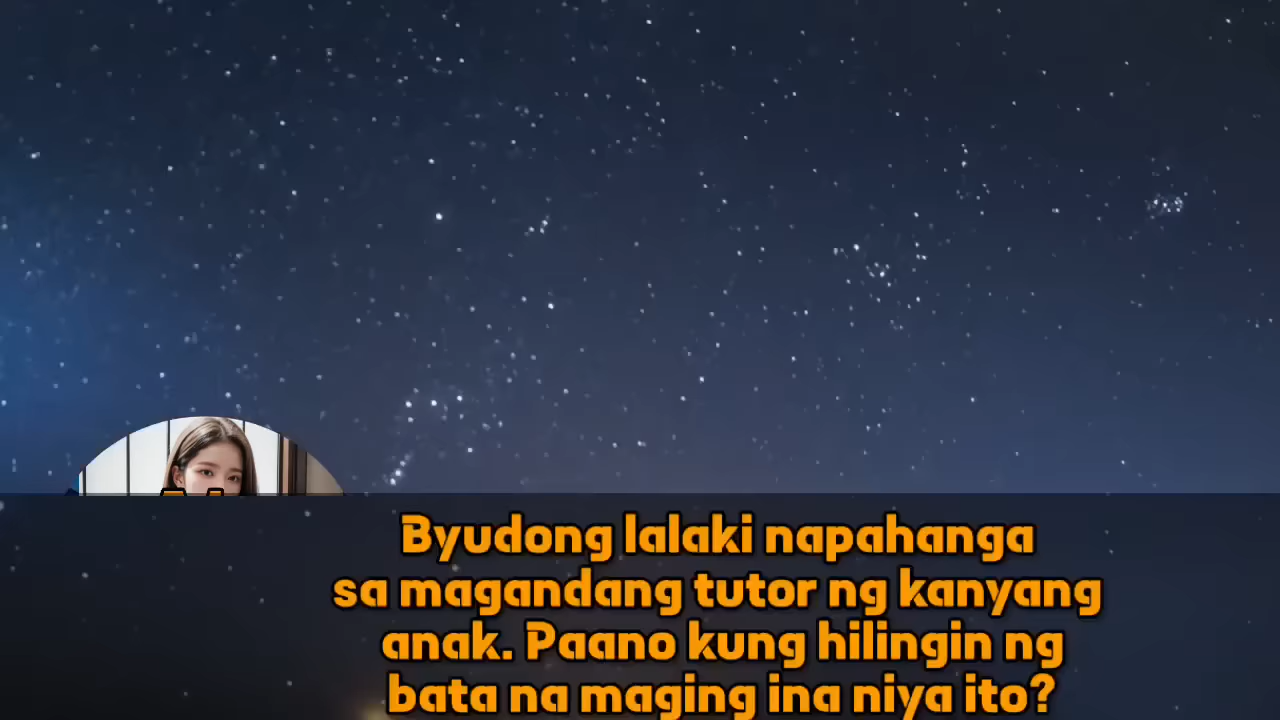 Byudong lalaki napahanga
sa magandang tutor ng kanyang
anak. Paano kung hilingin ng
bata na maging ina niya ito?